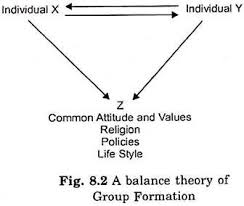 Individual X Individual Y
Z
Common Attitude and Values
Religion
Policies
Life Style
Fig. 8.2 A balance theory of
Group Formation